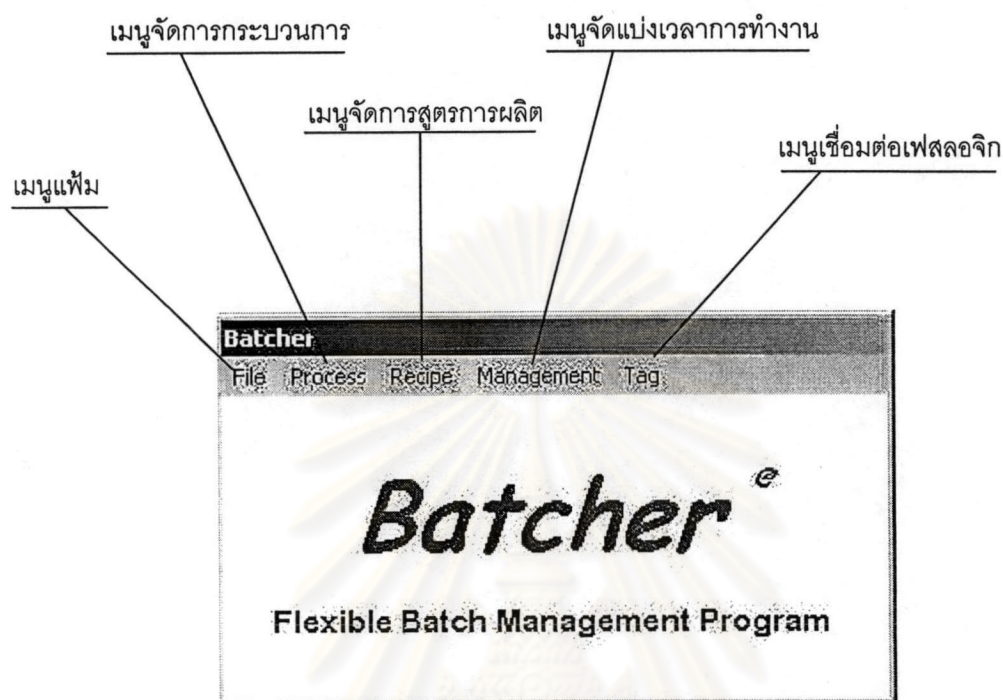 เมนูจัดการกระบวนการ
เมนูจัดแบ่งเวลาการทำงาน
เมนูจัดการสูตรการผลิต
เมนูเชื่อมต่อเฟสลอจิก
เมนูแฟ้ม
Batcher
File Process Recipe Management Tag
Batcher e
Flexible Batch Management Program